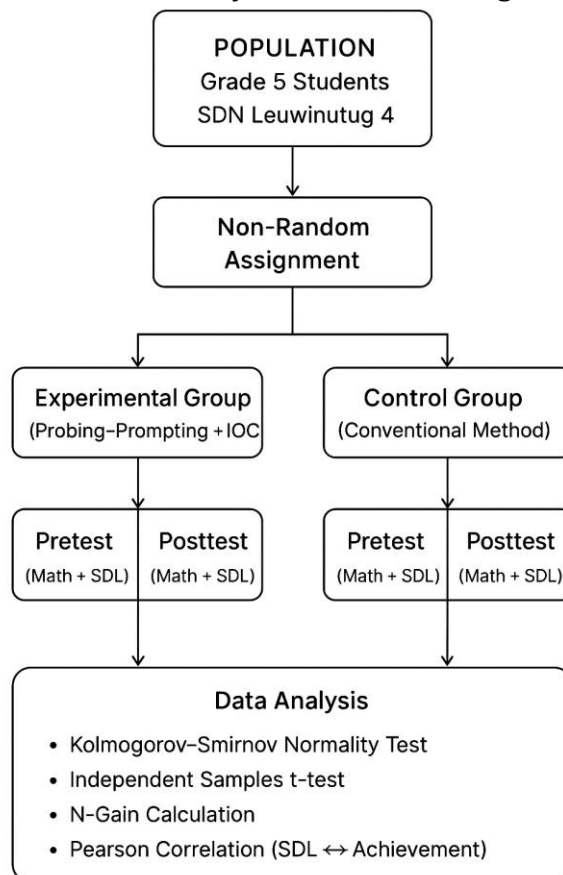 POPULATION
Grade 5 Students
SDN Leuwinutug 4
Non-Random
Assignment
Experimental Group
(Probing–Prompting + IOC
Control Group
(Conventional Method)
Pretest
(Math + SDL)
Posttest
(Math + SDL)
Pretest
(Math + SDL)
Posttest
(Math + SDL)
Data Analysis
• Kolmogorov–Smirnov Normality Test
• Independent Samples t-test
• N-Gain Calculation
• Pearson Correlation (SDL ↔ Achievement)